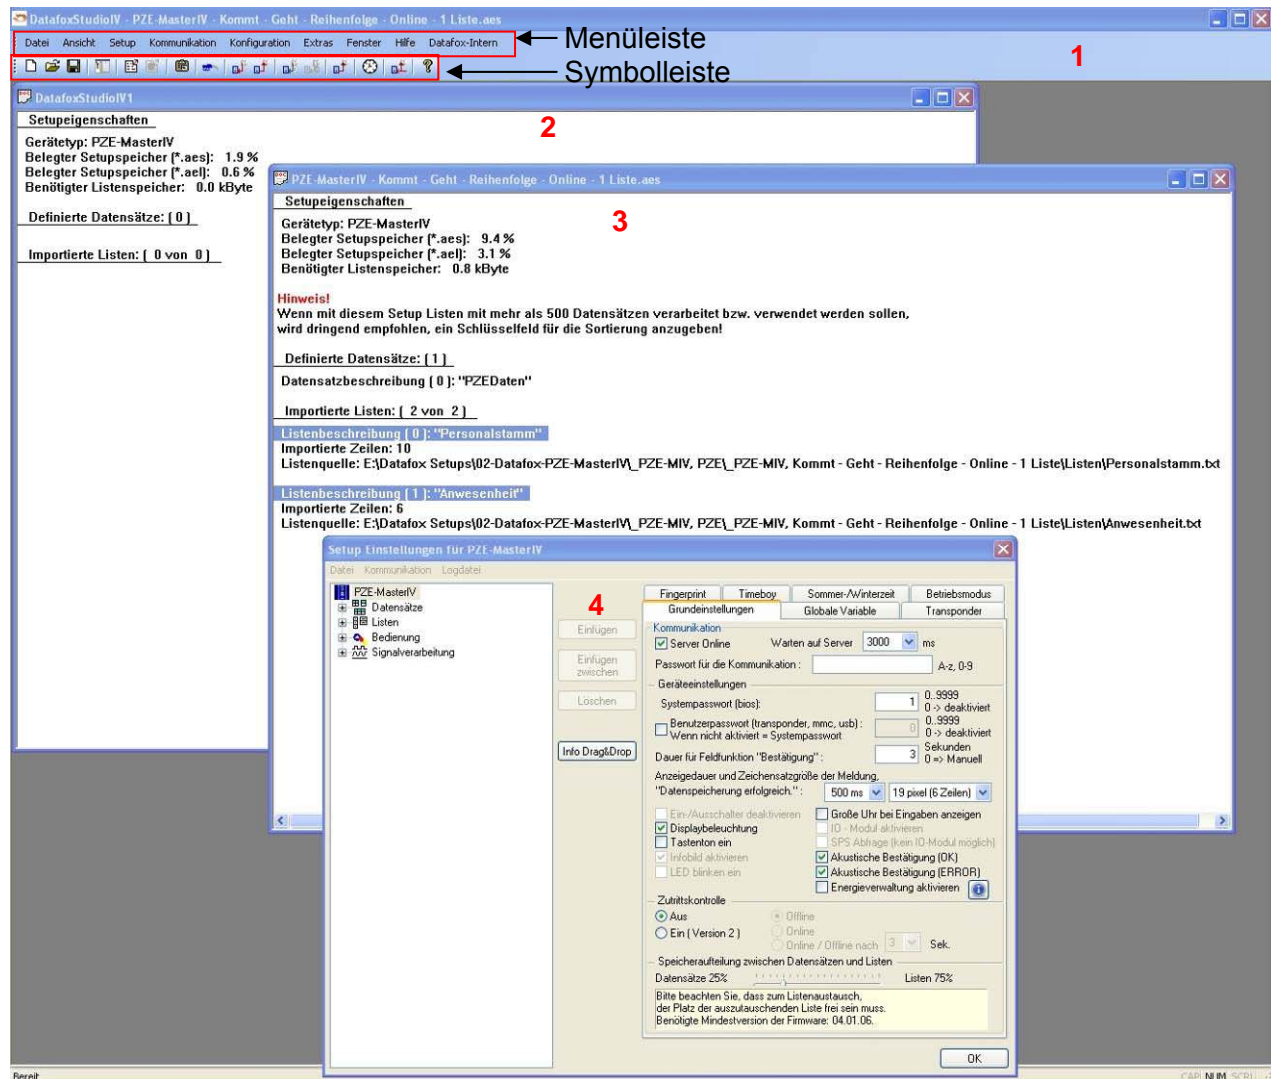 DatafoxStudioIV - PZE-MasterIV - Kommt - Geht - Reihenfolge - Online - 1 Liste.aes
Datei Ansicht Setup Kommunikation Konfiguration Extras Fenster Hilfe Datafox-Intern
Menüleiste
1
Symbolleiste
DatafoxStudioIV1
Setupeigenschaften
2
Gerätetyp: PZE-MasterIV
Belegter Setupspeicher (*.aes): 1.9 %
Belegter Setupspeicher (*.ael): 0.6 %
Benötigter Listenspeicher: 0.0 kByte
Definierte Datensätze: ( 0 )
Importierte Listen: ( 0 von 0 )
PZE-MasterIV - Kommt - Geht - Reihenfolge - Online - 1 Liste.aes
Setupeigenschaften
3
Gerätetyp: PZE-MasterIV
Belegter Setupspeicher (*.aes): 9.4 %
Belegter Setupspeicher (*.ael): 3.1 %
Benötigter Listenspeicher: 0.8 kByte
Hinweis!
Wenn mit diesem Setup Listen mit mehr als 500 Datensätzen verarbeitet bzw. verwendet werden sollen,
wird dringend empfohlen, ein Schlüsselfeld für die Sortierung anzugeben!
Definierte Datensätze: ( 1 )
Datensatzbeschreibung ( 0 ): "PZEDaten"
Importierte Listen: ( 2 von 2 )
Listenbeschreibung ( 0 ): "Personalstamm"
Importierte Zeilen: 10
Listenquelle: E:\Datafox Setups\02-Datafox-PZE-MasterIV\_PZE-MIV, PZE\_PZE-MIV, Kommt - Geht - Reihenfolge - Online - 1 Liste\Listen\Personalstamm.txt
Listenbeschreibung ( 1 ): "Anwesenheit"
Importierte Zeilen: 6
Listenquelle: E:\Datafox Setups\02-Datafox-PZE-MasterIV\_PZE-MIV, PZE\_PZE-MIV, Kommt - Geht - Reihenfolge - Online - 1 Liste\Listen\Anwesenheit.txt
Setup Einstellungen für PZE-MasterIV
Datei Kommunikation Logdatei
PZE-MasterIV
Datensätze
Listen
Bedienung
Signalverarbeitung
4
Einfügen
Einfügen
zwischen
Löschen
Info Drag&Drop
Fingerprint Timeboy Sommer-/Winterzeit Betriebsmodus
Grundeinstellungen Globale Variable Transponder
Kommunikation
Server Online Warten auf Server 3000 ms
Passwort für die Kommunikation : A-z, 0-9
Geräteeinstellungen
Systempasswort (bios): 1 0..9999
0 -> deaktiviert
Benutzerpasswort (transponder, mmc, usb) : 0 0..9999
Wenn nicht aktiviert = Systempasswort 0 -> deaktiviert
Dauer für Feldfunktion "Bestätigung" : 3 Sekunden
0 => Manuell
Anzeigedauer und Zeichensatzgröße der Meldung,
"Datenspeicherung erfolgreich." : 500 ms 19 pixel (6 Zeilen)
Ein-/Ausschalter deaktivieren Große Uhr bei Eingaben anzeigen
Displaybeleuchtung IO - Modul aktivieren
Tastenton ein SPS Abfrage (kein IO-Modul möglich)
Infobild aktivieren Akustische Bestätigung (OK)
LED blinken ein Akustische Bestätigung (ERROR)
Energieverwaltung aktivieren
Zutrittskontrolle
Aus Offline
Ein ( Version 2 ) Online
Online / Offline nach 3 Sek.
Speicheraufteilung zwischen Datensätzen und Listen
Datensätze 25% Listen 75%
Bitte beachten Sie, dass zum Listenaustausch,
der Platz der auszutauschenden Liste frei sein muss.
Benötigte Mindestversion der Firmware: 04.01.06.
OK
Bereit CAP NUM SCRL